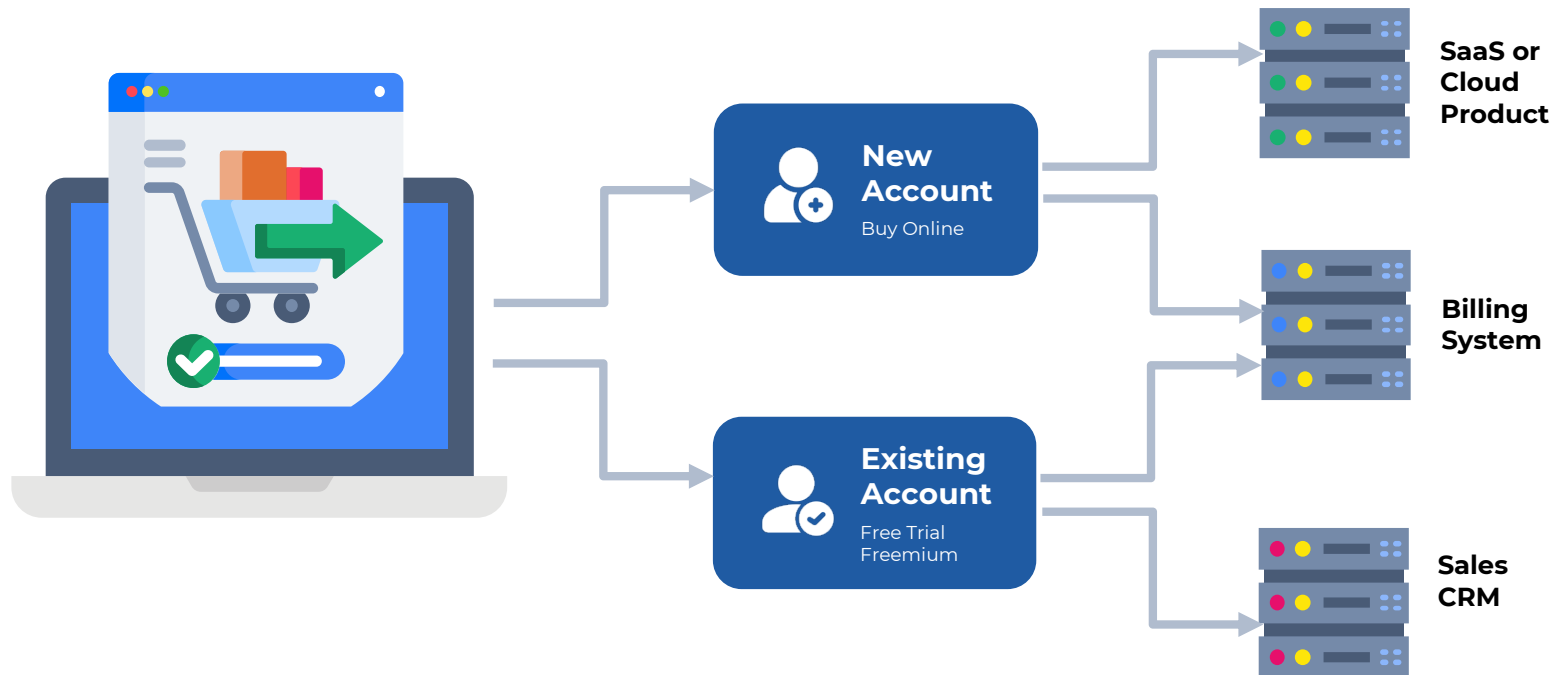 New
Account
Buy Online
Existing
Account
Free Trial
Freemium
SaaS or
Cloud
Product
Billing
System
Sales
CRM